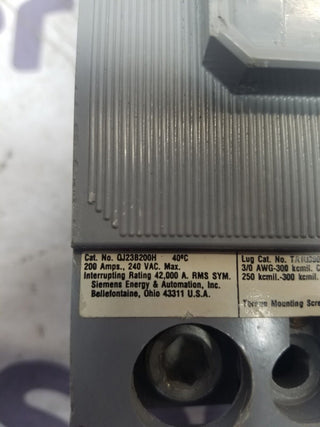 Cat. No. QJ23B200H 40°C
200 Amps., 240 VAC. Max.
Interrupting Rating 42,000 A. RMS SYM.
Siemens Energy & Automation, Inc.
Bellefontaine, Ohio 43311 U.S.A.
Lug Cat. No.
3/0 AWG-300 kcmil.
250 kcmil.-300 kcmil.
Torque Mounting